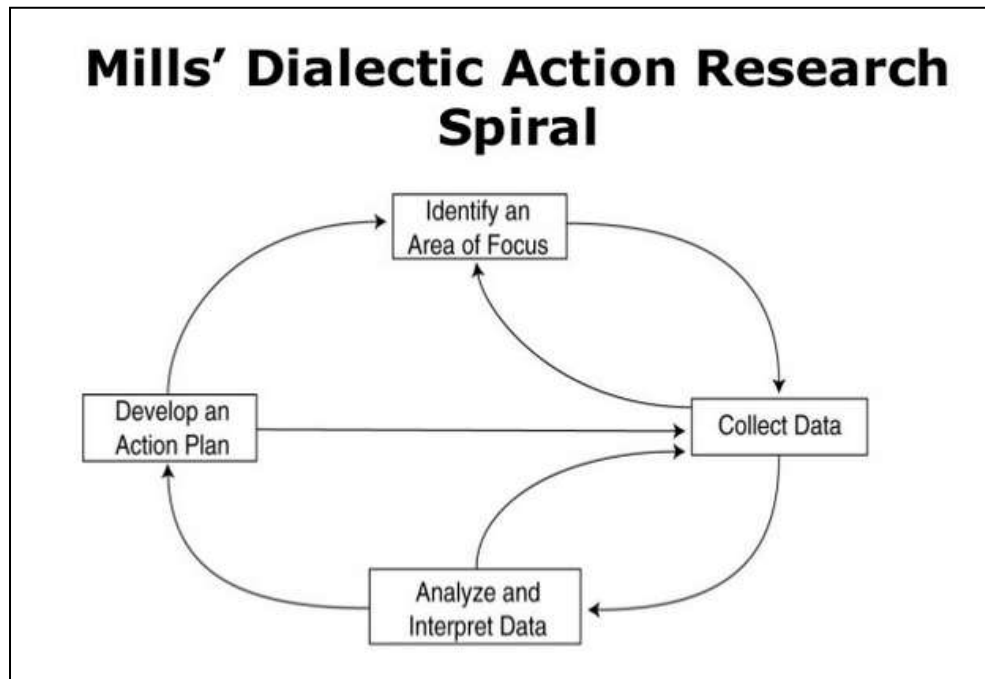 Mills’ Dialectic Action Research
Spiral
Identify an
Area of Focus
Develop an
Action Plan
Collect Data
Analyze and
Interpret Data